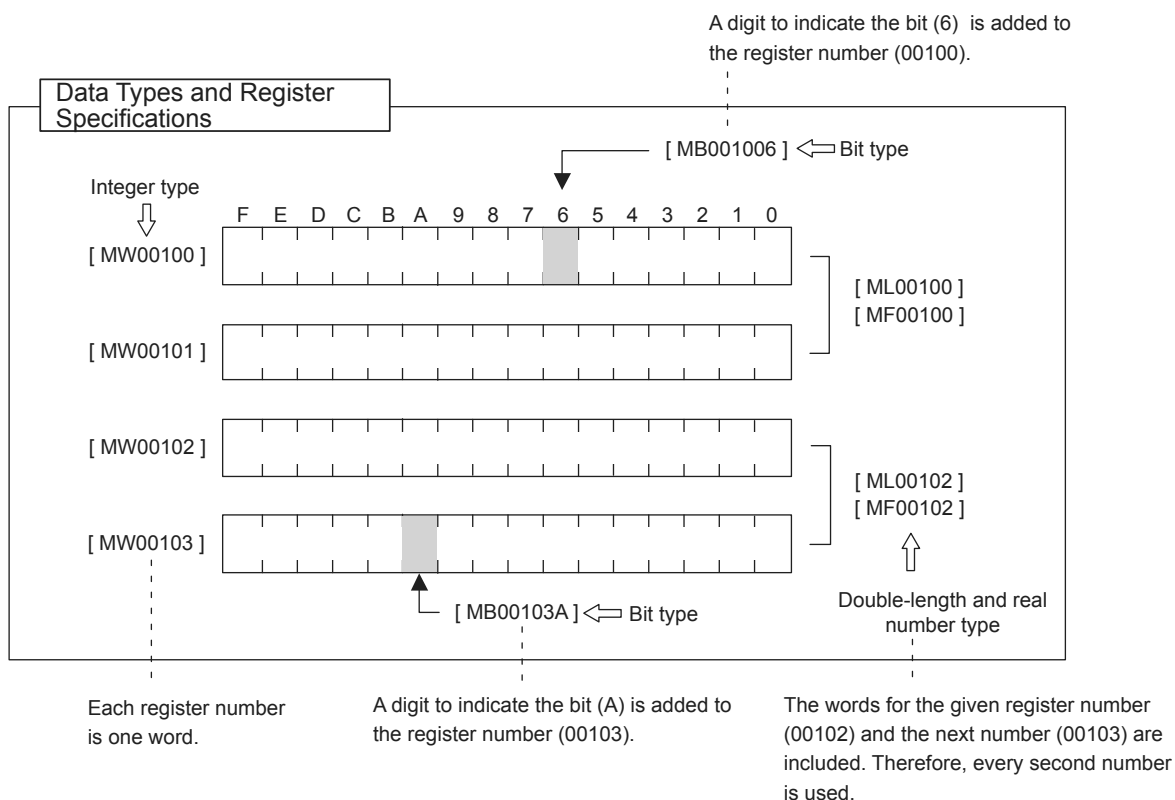 A digit to indicate the bit (6) is added to
the register number (00100).
Data Types and Register
Specifications
[ MB001006 ] Bit type
Integer type
F E D C B A 9 8 7 6 5 4 3 2 1 0
[ MW00100 ]
[ ML00100 ]
[ MF00100 ]
[ MW00101 ]
[ MW00102 ]
[ ML00102 ]
[ MF00102 ]
[ MW00103 ]
[ MB00103A ] Bit type
Double-length and real
number type
Each register number
is one word.
A digit to indicate the bit (A) is added to
the register number (00103).
The words for the given register number
(00102) and the next number (00103) are
included. Therefore, every second number
is used.